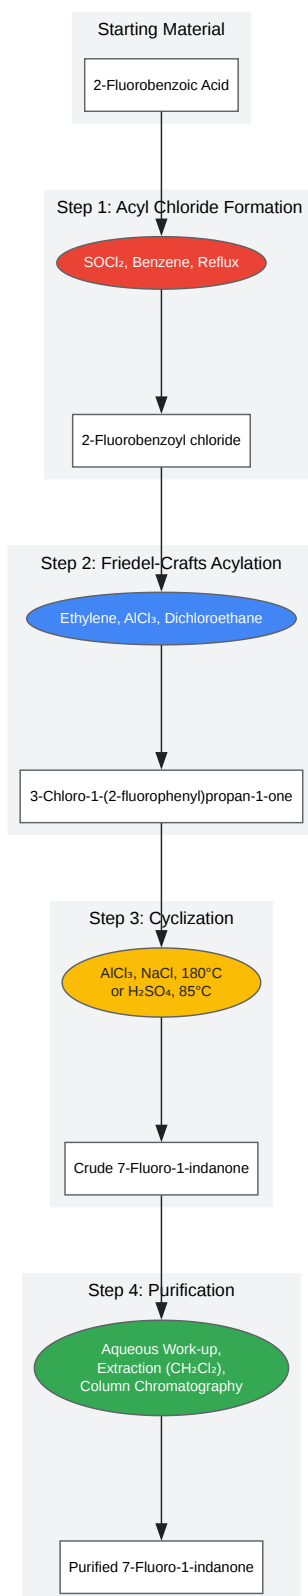 Starting Material
2-Fluorobenzoic Acid
Step 1: Acyl Chloride Formation
SOCl₂, Benzene, Reflux
2-Fluorobenzoyl chloride
Step 2: Friedel-Crafts Acylation
Ethylene, AlCl₃, Dichloroethane
3-Chloro-1-(2-fluorophenyl)propan-1-one
Step 3: Cyclization
AlCl₃, NaCl, 180°C
or H₂SO₄, 85°C
Crude 7-Fluoro-1-indanone
Step 4: Purification
Aqueous Work-up,
Extraction (CH₂Cl₂),
Column Chromatography
Purified 7-Fluoro-1-indanone